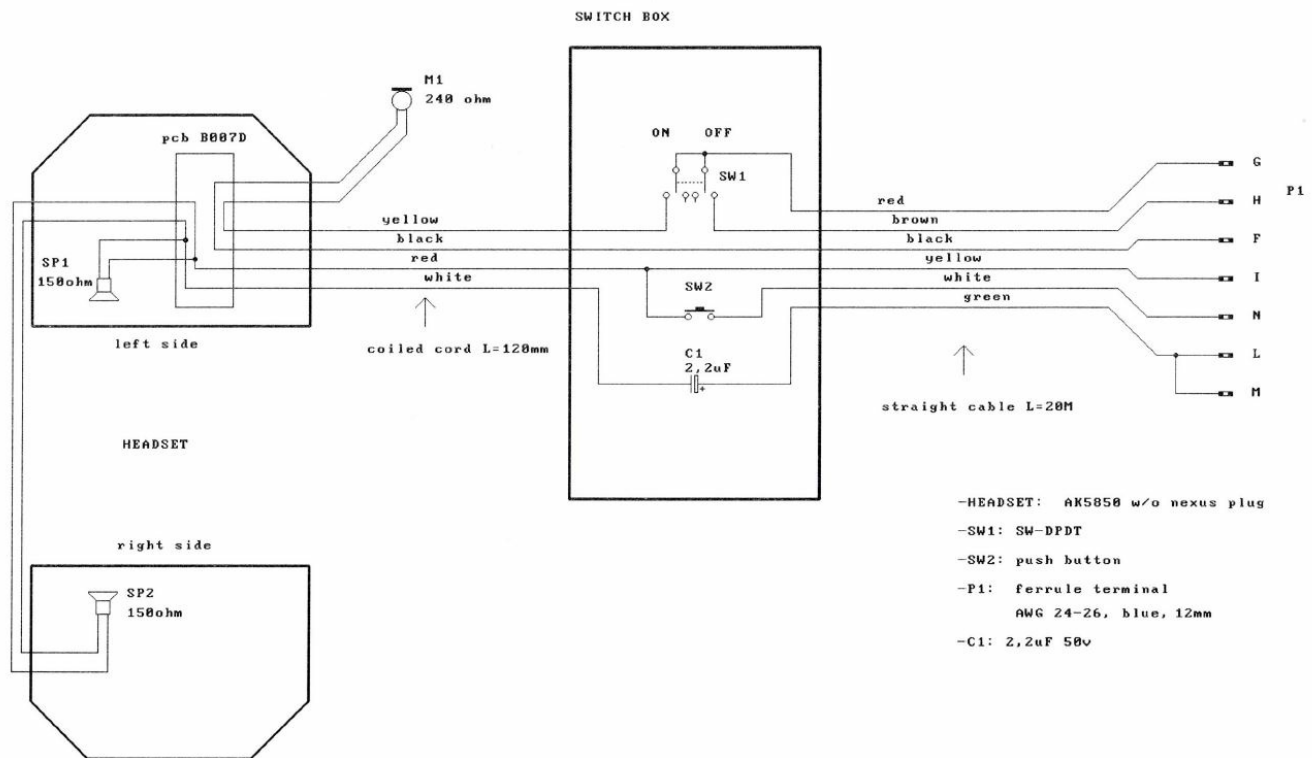 SWITCH BOX
M1
240 ohm
pcb B007D
ON OFF
SW1
G
P1
H
red
brown
yellow
black
black
F
red
yellow
SP1
150ohm
I
white
SW2
white
green
N
left side
coiled cord L=120mm
C1
2,2uF
+
L
straight cable L=20M
M
HEADSET
-HEADSET: AK5850 w/o nexus plug
-SW1: SW-DPDT
-SW2: push button
-P1: ferrule terminal
AWG 24-26, blue, 12mm
-C1: 2,2uF 50v
right side
SP2
150ohm